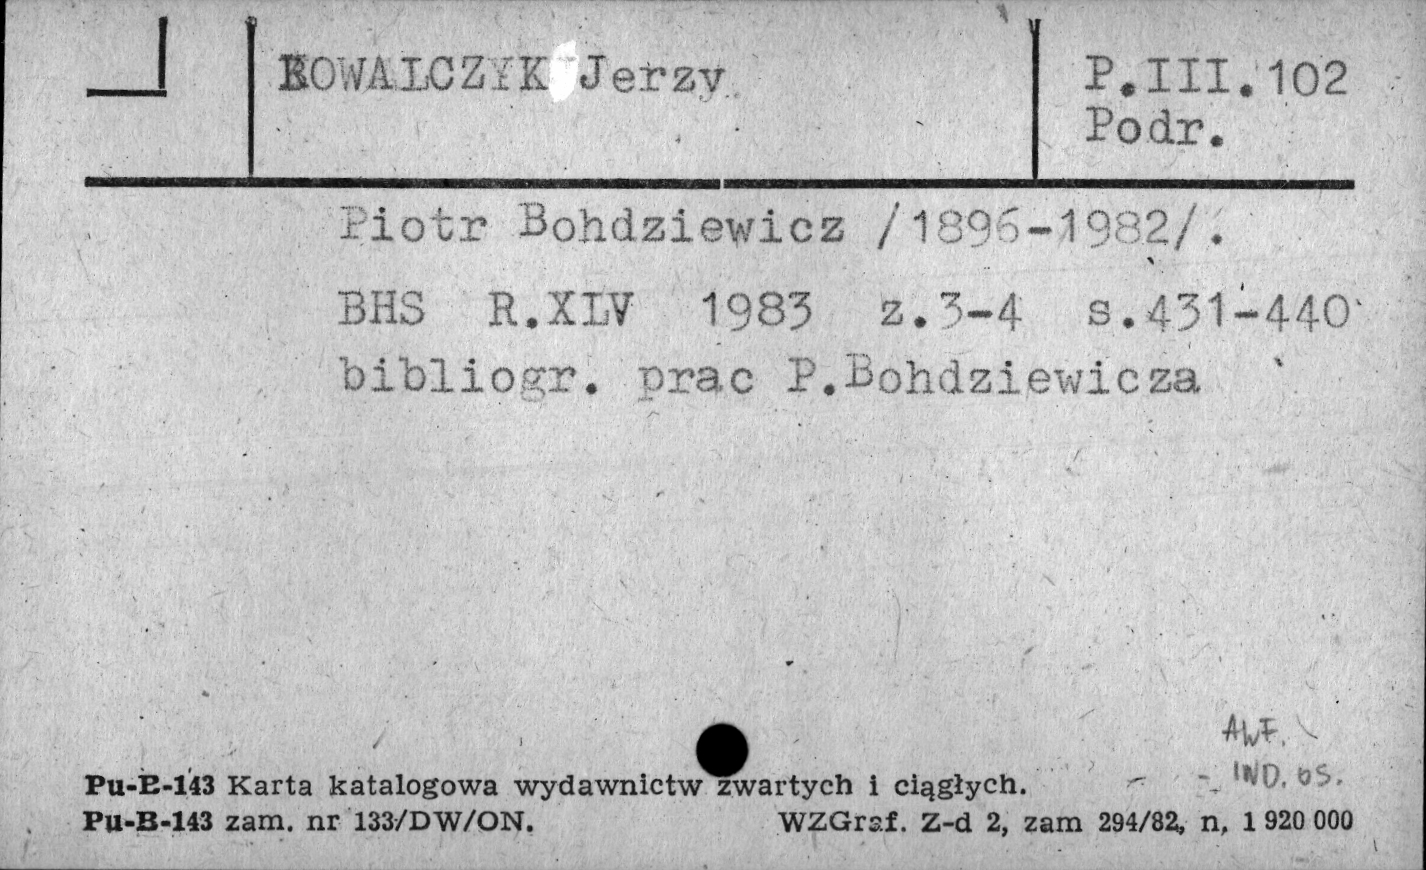 KOWALCZYK Jerzy
P.III.102
Podr.
Piotr Bohdziewicz /1896-1982/.
BHS R.XLV 1983 z.3-4 s.431-440
bibliogr. prac P.Bohdziewicza
AWF.
IND. OS.
Pu-B-143 Karta katalogowa wydawnictw zwartych i ciągłych.
Pu-B-143 zam. nr 133/DW/ON.
WZGraf. Z-d 2, zam 294/82, n, 1 920 000